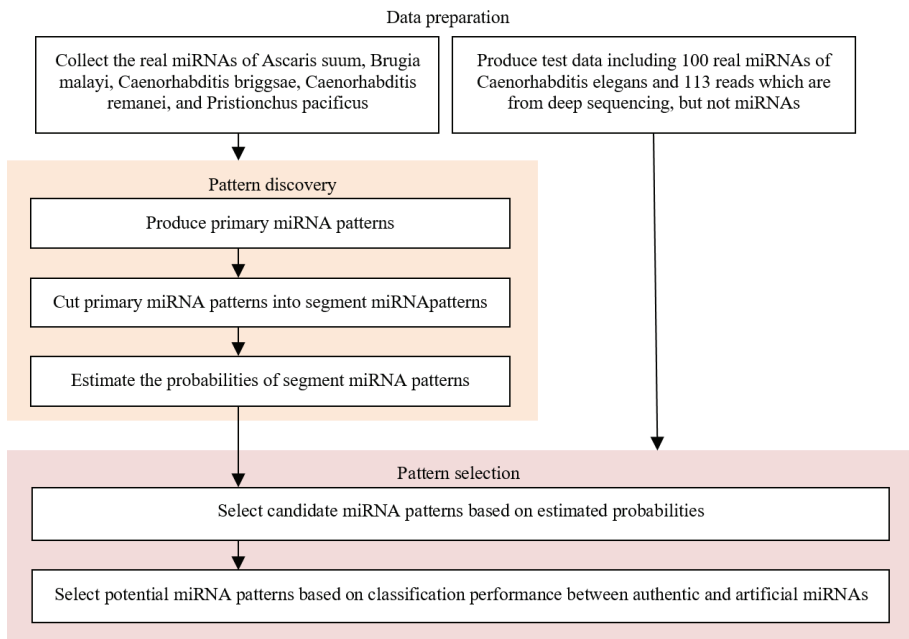 Data preparation
Collect the real miRNAs of Ascaris suum, Brugia
malayi, Caenorhabditis briggsae, Caenorhabditis
remanei, and Pristionchus pacificus
Produce test data including 100 real miRNAs of
Caenorhabditis elegans and 113 reads which are
from deep sequencing, but not miRNAs
Pattern discovery
Produce primary miRNA patterns
Cut primary miRNA patterns into segment miRNApatterns
Estimate the probabilities of segment miRNA patterns
Pattern selection
Select candidate miRNA patterns based on estimated probabilities
Select potential miRNA patterns based on classification performance between authentic and artificial miRNAs